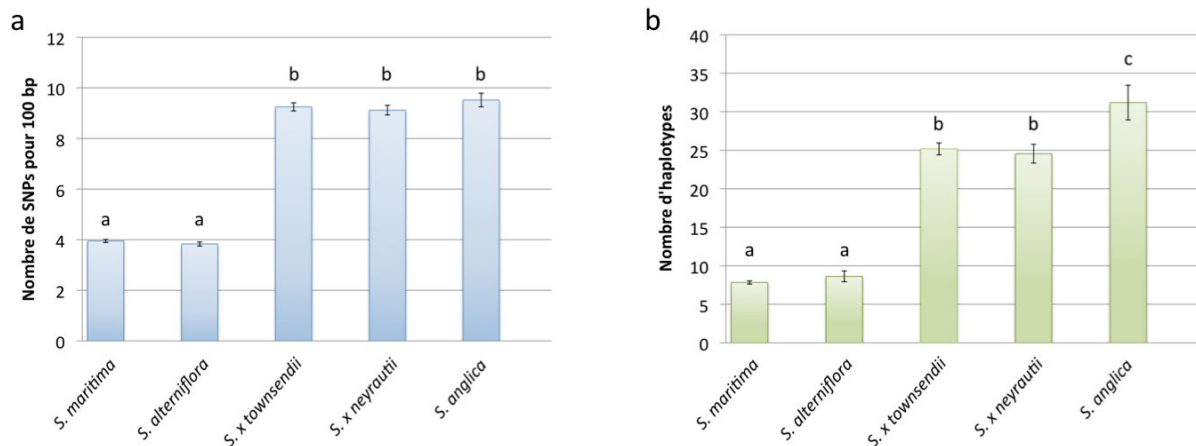 a
Nombre de SNPs pour 100 bp
12
10
8
6
4
2
0
a
a
b
b
b
S. maritima
S. alterniflora
S. x townsendii
S. x neyrautii
S. anglica
b
Nombre d'haplotypes
40
35
30
25
20
15
10
5
0
a
a
b
b
c
S. maritima
S. alterniflora
S. x townsendii
S. x neyrautii
S. anglica